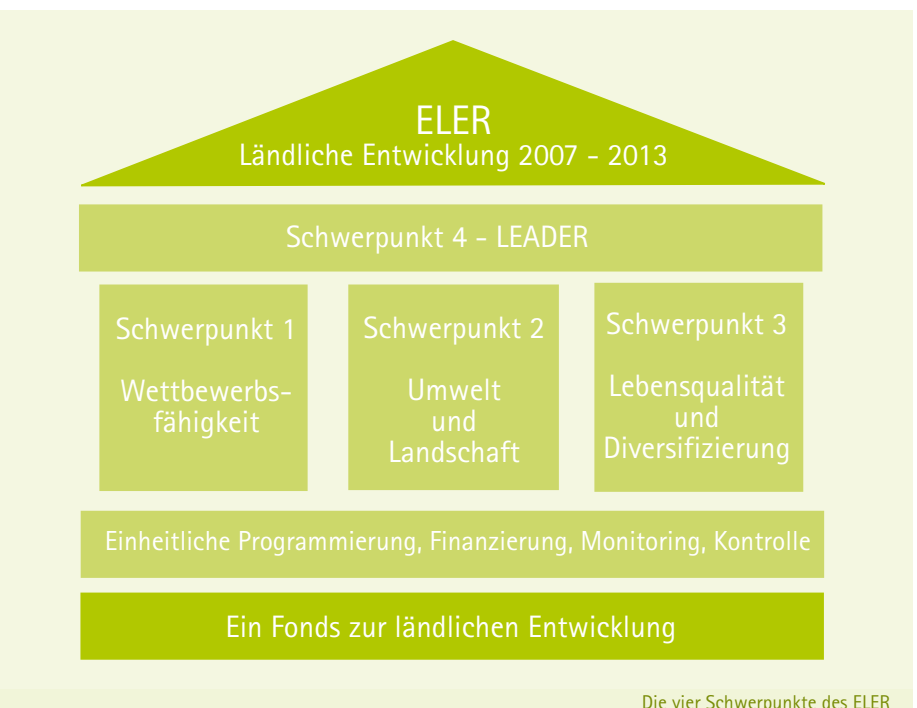 ELER
Ländliche Entwicklung 2007 - 2013
Schwerpunkt 4 - LEADER
Schwerpunkt 1
Wettbewerbs-
fähigkeit
Schwerpunkt 2
Umwelt
und
Landschaft
Schwerpunkt 3
Lebensqualität
und
Diversifizierung
Einheitliche Programmierung, Finanzierung, Monitoring, Kontrolle
Ein Fonds zur ländlichen Entwicklung
Die vier Schwerpunkte des ELER